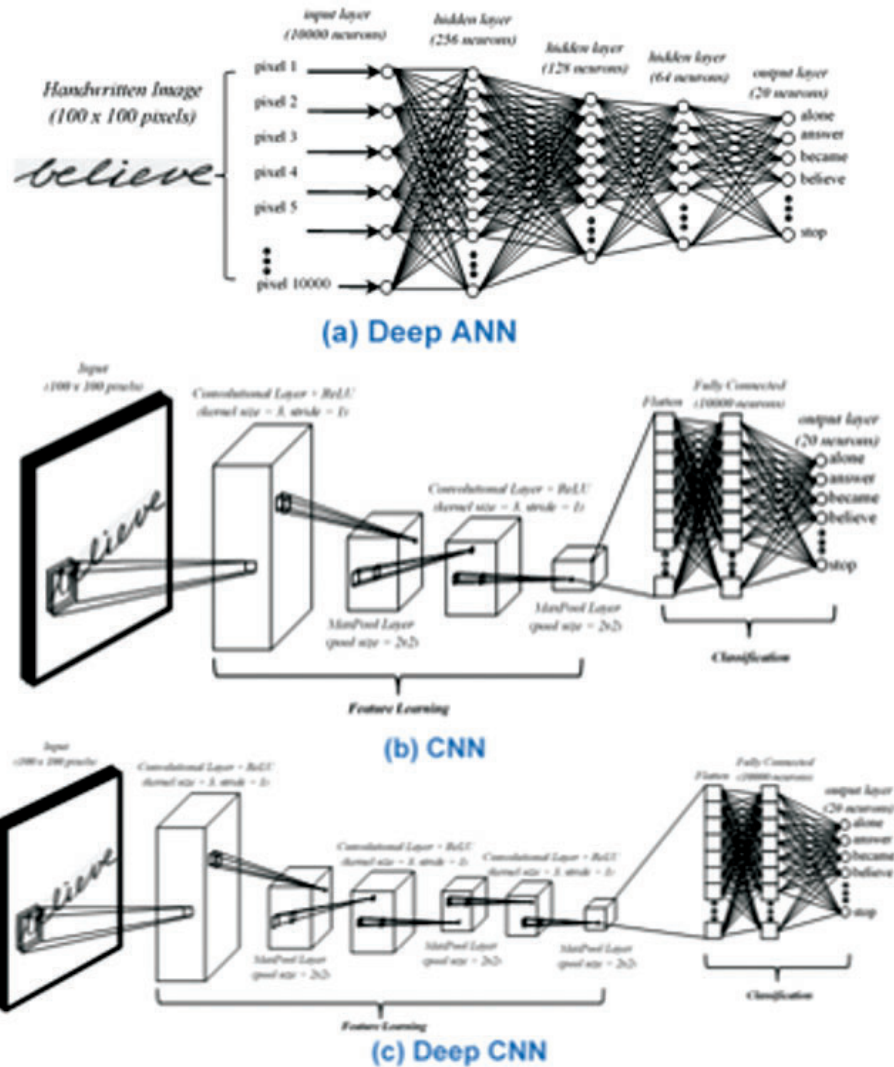 input layer
(10000 neurons)
hidden layer
(256 neurons)
hidden layer
(128 neurons)
hidden layer
(64 neurons)
output layer
(20 neurons)
Handwritten Image
(100 x 100 pixels)
believe
pixel 1
pixel 2
pixel 3
pixel 4
pixel 5
pixel 10000
alone
answer
became
believe
stop
(a) Deep ANN
Input
(100 x 100 pixels)
believe
Convolutional Layer + ReLU
(kernel size = 3, stride = 1)
MaxPool Layer
(pool size = 2x2)
Convolutional Layer + ReLU
(kernel size = 3, stride = 1)
MaxPool Layer
(pool size = 2x2)
Flatten
Fully Connected
(10000 neurons)
output layer
(20 neurons)
alone
answer
became
believe
stop
Feature Learning
Classification
(b) CNN
Input
(100 x 100 pixels)
believe
Convolutional Layer + ReLU
(kernel size = 3, stride = 1)
MaxPool Layer
(pool size = 2x2)
Convolutional Layer + ReLU
(kernel size = 3, stride = 1)
MaxPool Layer
(pool size = 2x2)
Convolutional Layer + ReLU
(kernel size = 3, stride = 1)
MaxPool Layer
(pool size = 2x2)
Flatten
Fully Connected
(10000 neurons)
output layer
(20 neurons)
alone
answer
became
believe
stop
Feature Learning
Classification
(c) Deep CNN